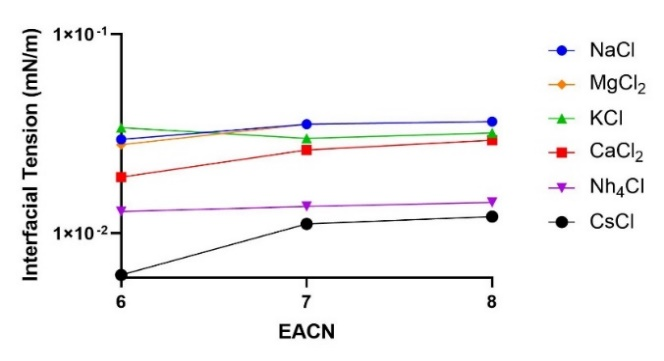 1×10⁻¹
1×10⁻²
Interfacial Tension (mN/m)
6 7 8
EACN
NaCl
MgCl₂
KCl
CaCl₂
Nh₄Cl
CsCl